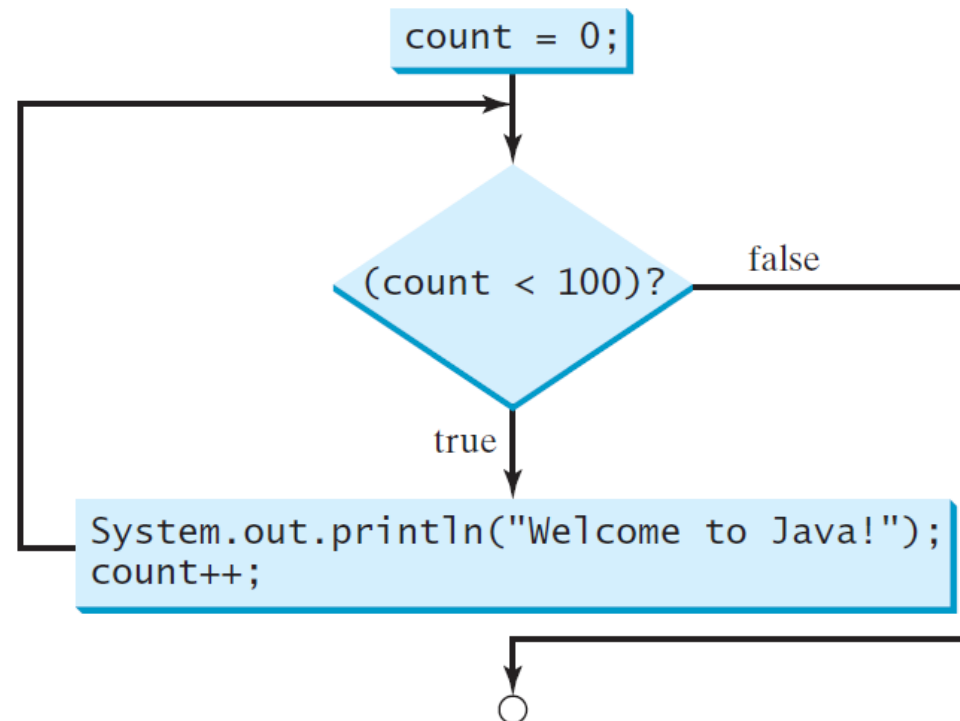 count = 0;
(count < 100)?
false
true
System.out.println("Welcome to Java!");
count++;